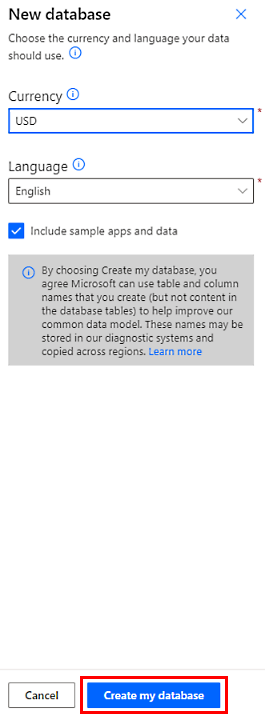 New database
Choose the currency and language your data
should use.
Currency
*
USD
Language
*
English
Include sample apps and data
By choosing Create my database, you
agree Microsoft can use table and column
names that you create (but not content in
the database tables) to help improve our
common data model. These names may be
stored in our diagnostic systems and
copied across regions. Learn more
Cancel
Create my database